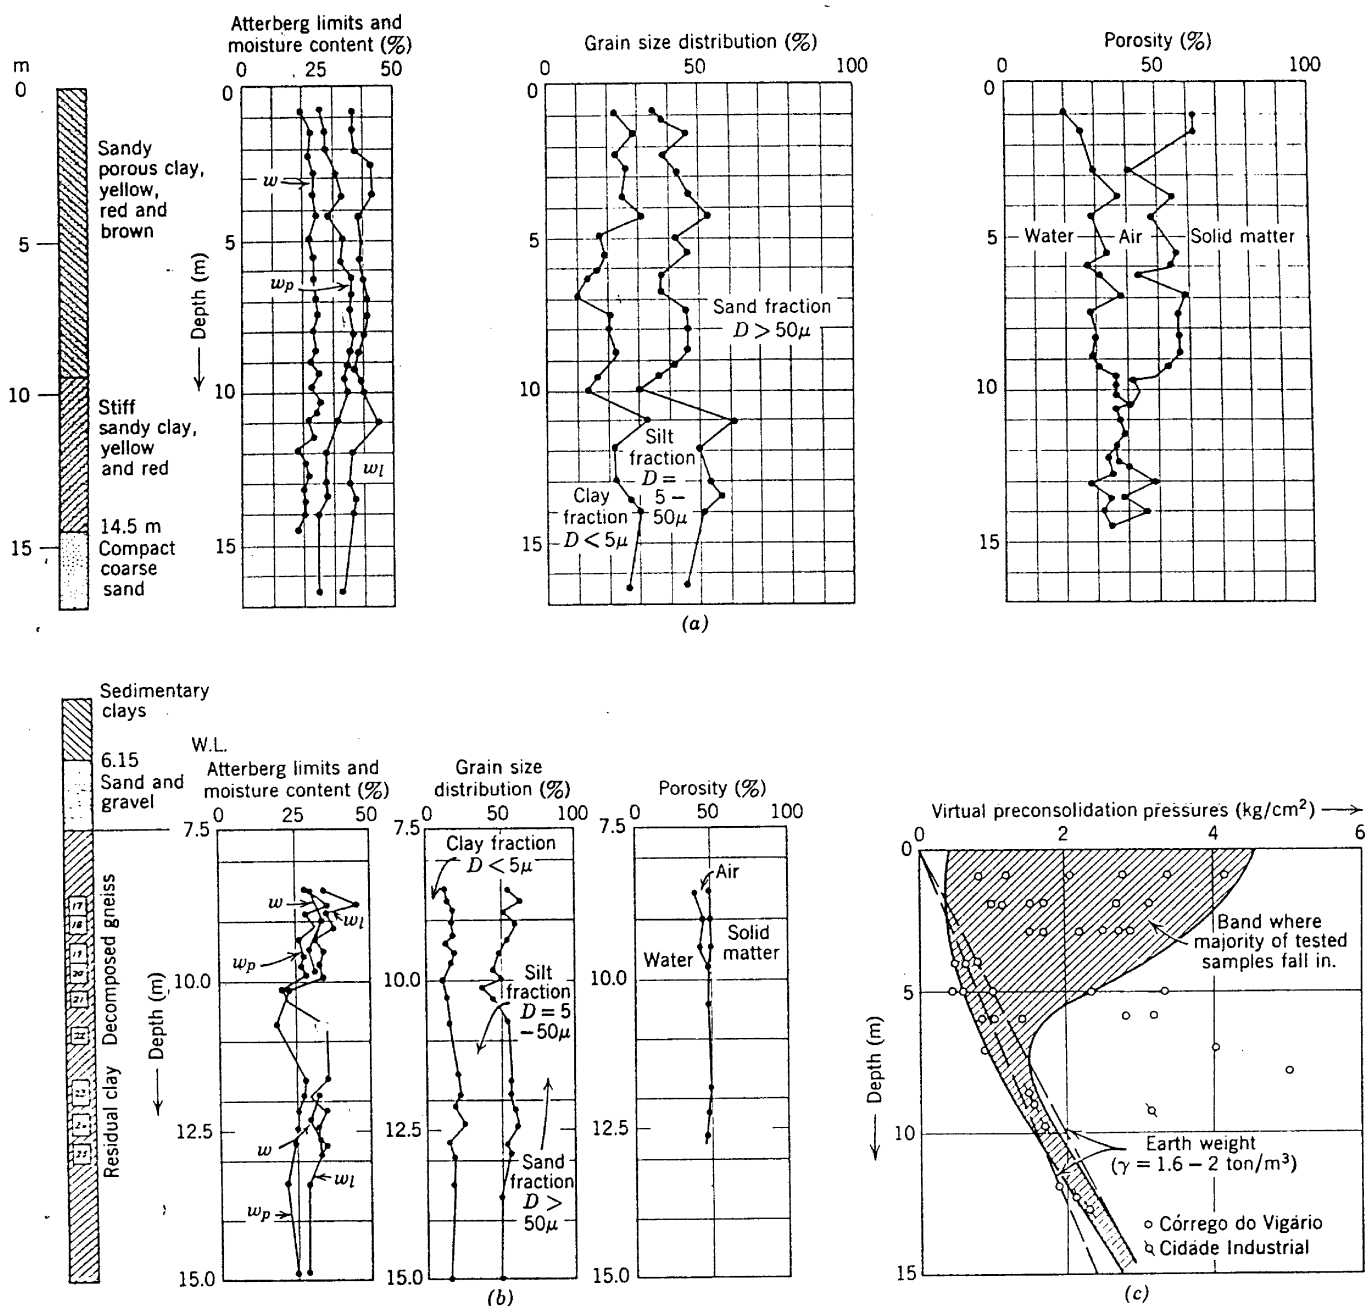 Atterberg limits and
moisture content (%)
0 25 50
m
0
5
10
15
Sandy
porous clay,
yellow,
red and
brown
Stiff
sandy clay,
yellow
and red
14.5 m
Compact
coarse
sand
0
5
10
15
Depth (m)
w
wp
wl
Grain size distribution (%)
0 50 100
0
5
10
15
Sand fraction
D > 50μ
Silt
fraction
D =
5 –
50μ
Clay
fraction
D < 5μ
Porosity (%)
0 50 100
0
5
10
15
Water
Air
Solid matter
(a)
Sedimentary
clays
6.15
Sand and
gravel
Residual clay Decomposed gneiss
17
18
19
20
21
W.L.
Atterberg limits and
moisture content (%)
0 25 50
7.5
10.0
12.5
15.0
Depth (m)
w
wl
wp
w
wl
wp
Grain size
distribution (%)
0 50 100
7.5
10.0
12.5
15.0
Clay fraction
D < 5μ
Silt
fraction
D = 5
– 50μ
Sand
fraction
D >
50μ
Porosity (%)
0 50 100
7.5
10.0
12.5
15.0
Air
Water
Solid
matter
(b)
Virtual preconsolidation pressures (kg/cm²)
0 2 4 6
0
5
10
15
Depth (m)
Band where
majority of tested
samples fall in.
Earth weight
(γ = 1.6 – 2 ton/m³)
Córrego do Vigário
Cidade Industrial
(c)